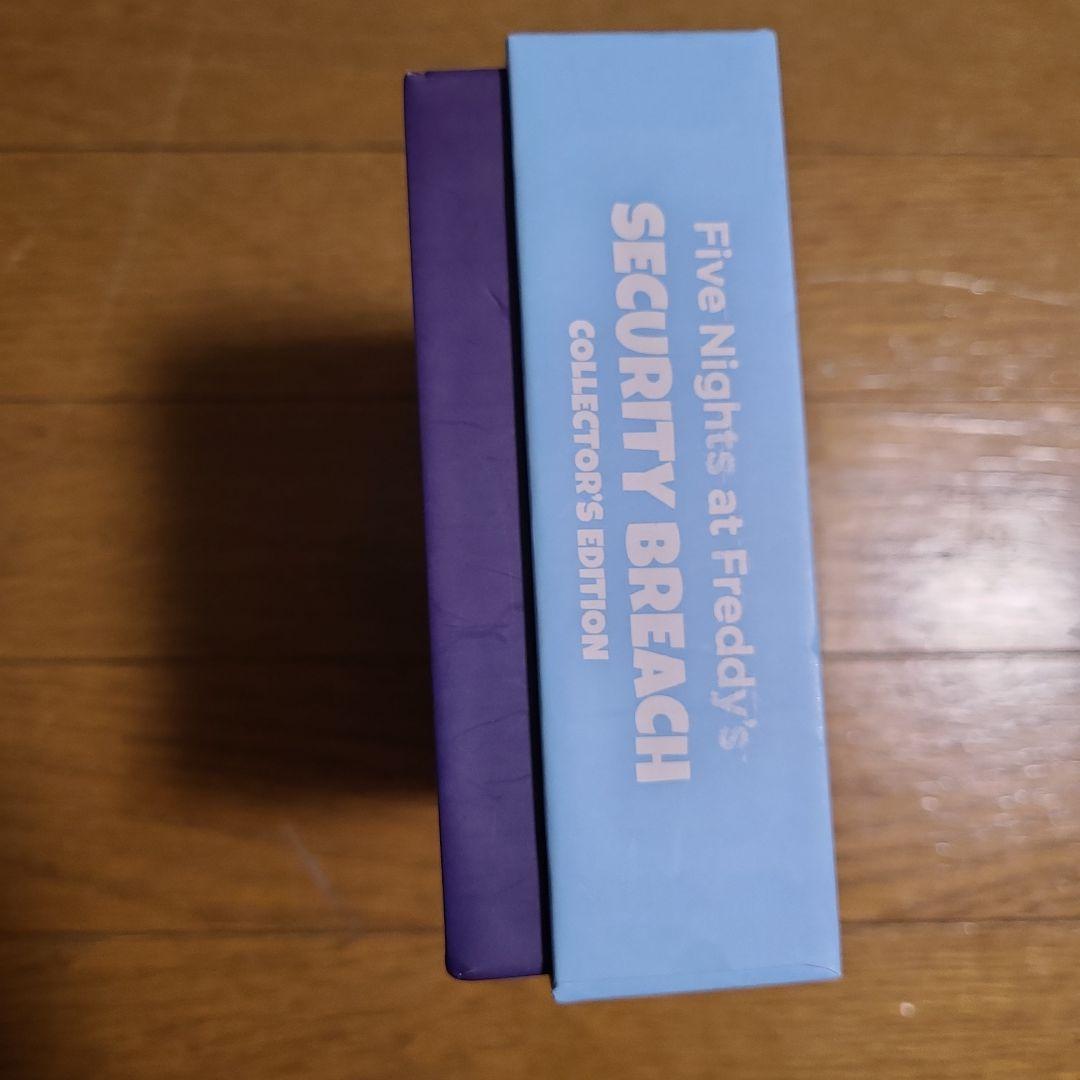 Five Nights at Freddy's
SECURITY BREACH
COLLECTOR'S EDITION